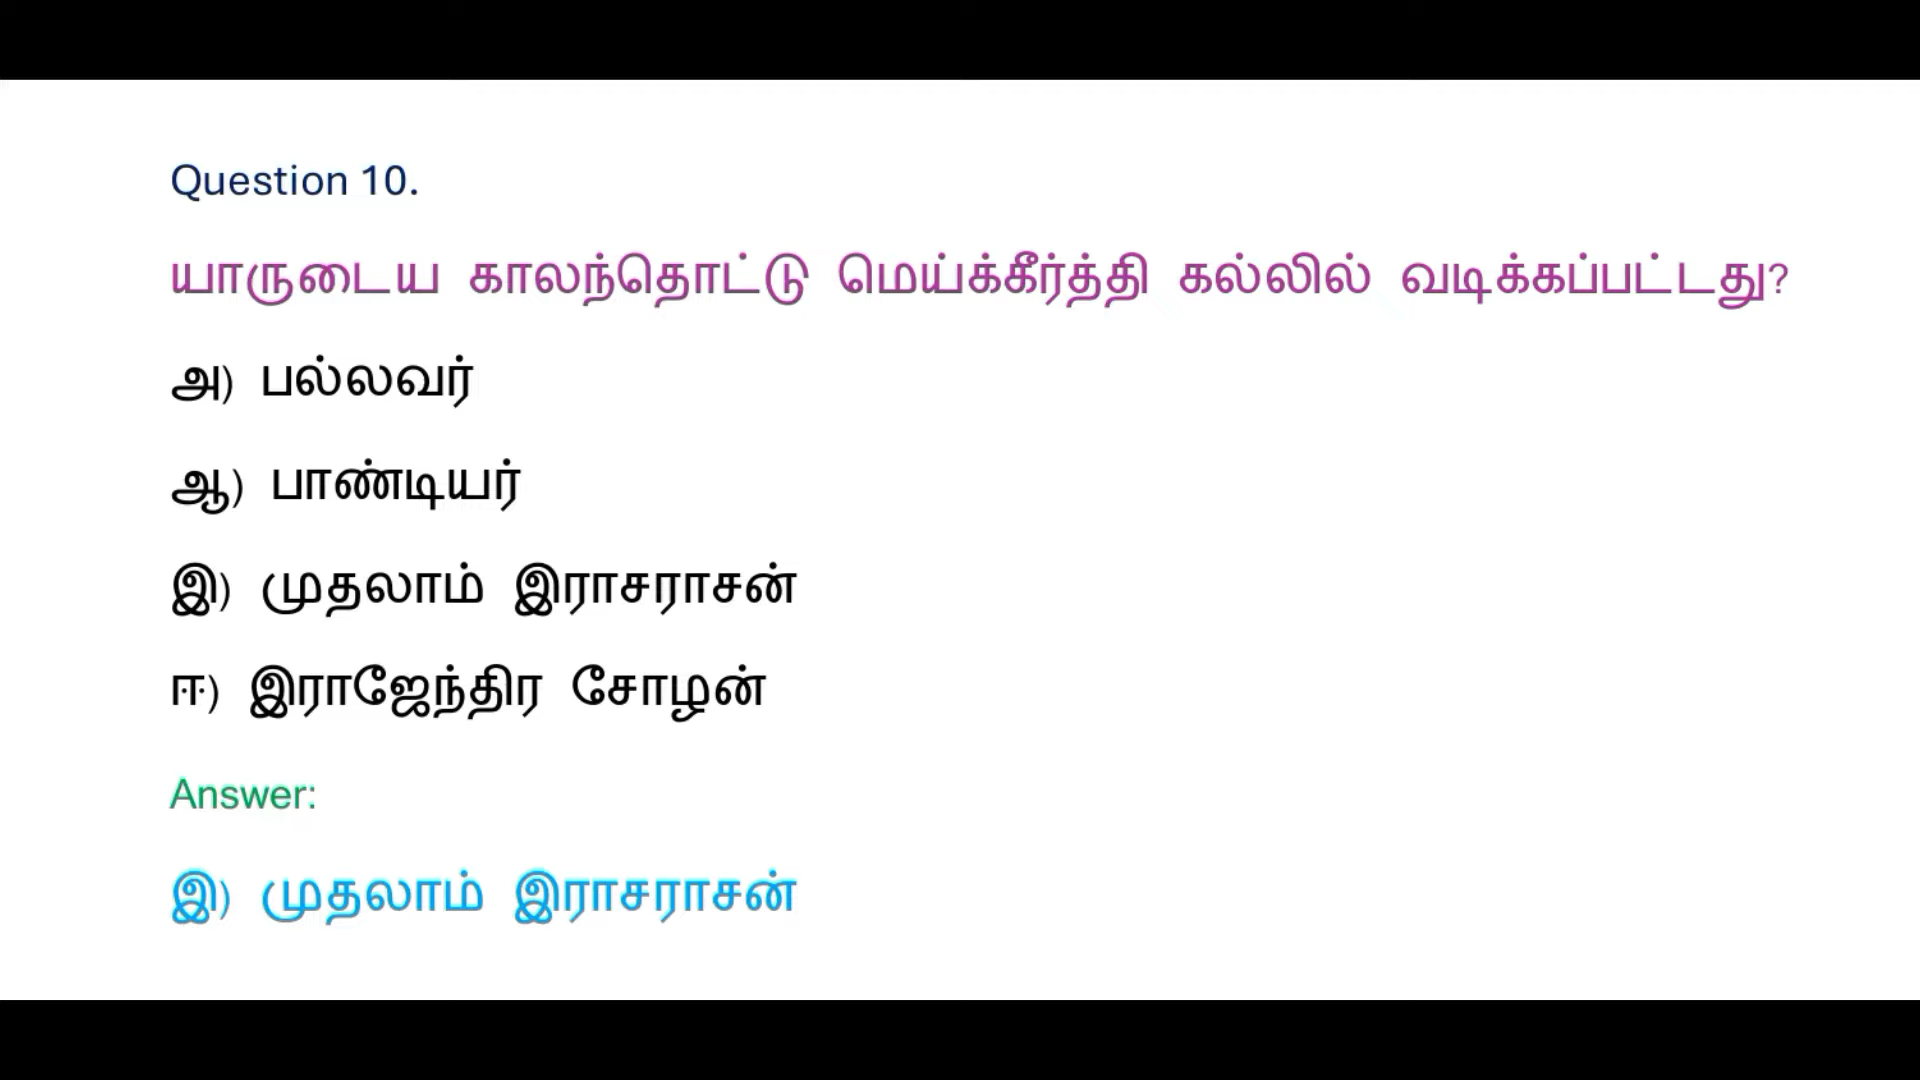 Question 10.
யாருடைய காலந்தொட்டு மெய்க்கீர்த்தி கல்லில் வடிக்கப்பட்டது?
அ) பல்லவர்
ஆ) பாண்டியர்
இ) முதலாம் இராசராசன்
ஈ) இராஜேந்திர சோழன்
Answer:
இ) முதலாம் இராசராசன்